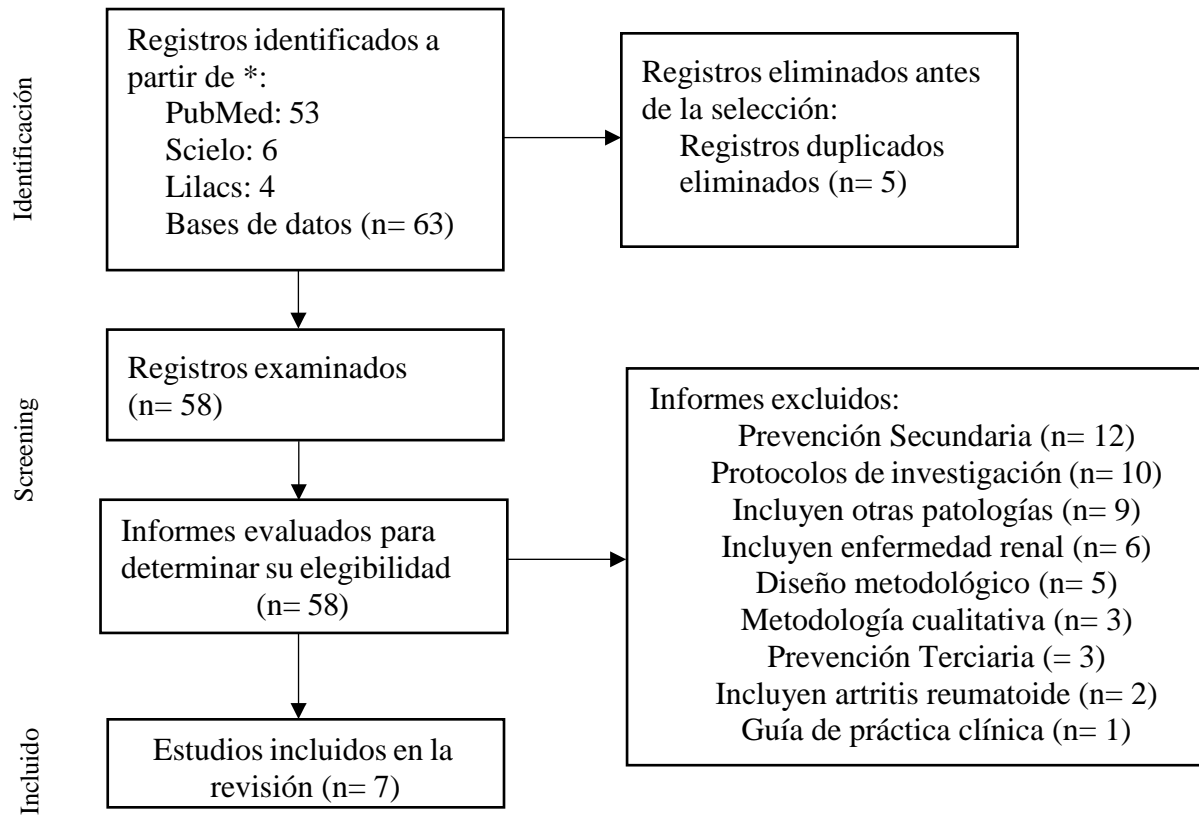 Identificación
Registros identificados a
partir de *:
PubMed: 53
Scielo: 6
Lilacs: 4
Bases de datos (n= 63)
Registros eliminados antes
de la selección:
Registros duplicados
eliminados (n= 5)
Screening
Registros examinados
(n= 58)
Informes evaluados para
determinar su elegibilidad
(n= 58)
Informes excluidos:
Prevención Secundaria (n= 12)
Protocolos de investigación (n= 10)
Incluyen otras patologías (n= 9)
Incluyen enfermedad renal (n= 6)
Diseño metodológico (n= 5)
Metodología cualitativa (n= 3)
Prevención Terciaria (= 3)
Incluyen artritis reumatoide (n= 2)
Guía de práctica clínica (n= 1)
Incluido
Estudios incluidos en la
revisión (n= 7)